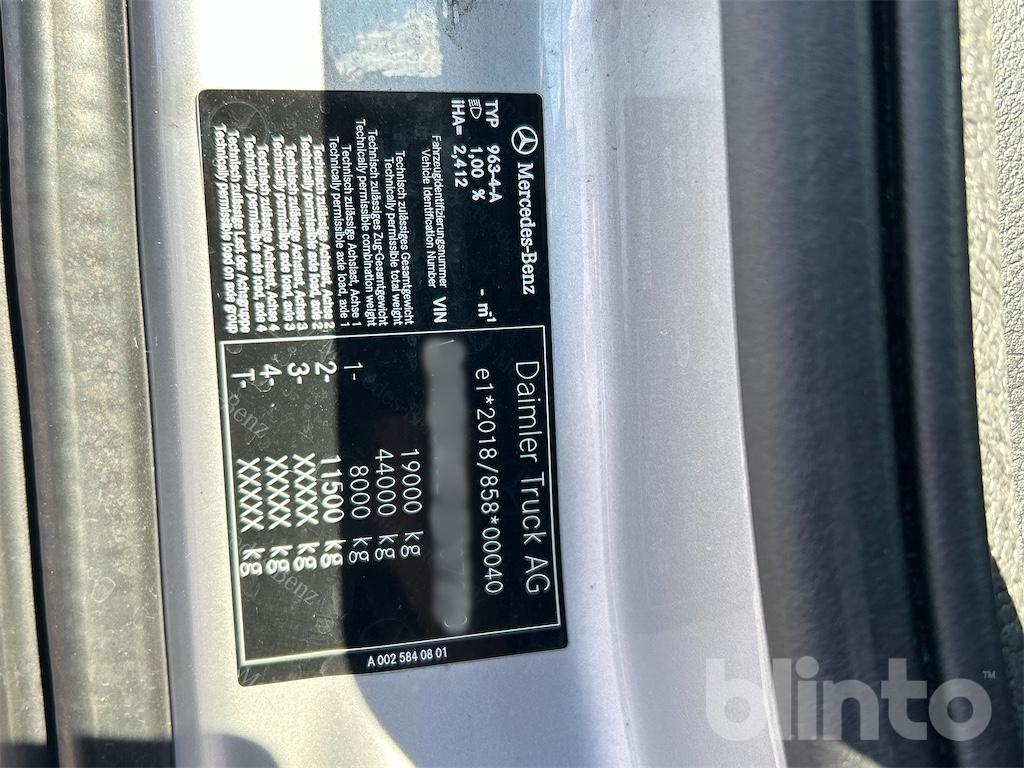 Mercedes-Benz
Daimler Truck AG
TYP 963-4-A
e1*2018/858*00040
1,00 % - m-1
iHA= 2,412
Fahrzeugidentifizierungsnummer
Vehicle Identification Number VIN
Technisch zulässiges Gesamtgewicht
Technically permissible total weight
19000 kg
Technisch zulässiges Zug-Gesamtgewicht
Technically permissible combination weight
44000 kg
Technisch zulässige Achslast, Achse 1
Technically permissible axle load, axle 1
1- 8000 kg
Technisch zulässige Achslast, Achse 2
Technically permissible axle load, axle 2
2- 11500 kg
Technisch zulässige Achslast, Achse 3
Technically permissible axle load, axle 3
3- XXXXX kg
Technisch zulässige Achslast, Achse 4
Technically permissible axle load, axle 4
4- XXXXX kg
Technisch zulässige Last der Achsgruppe
Technically permissible load on axle group
T- XXXXX kg
A 002 584 08 01
blinto™